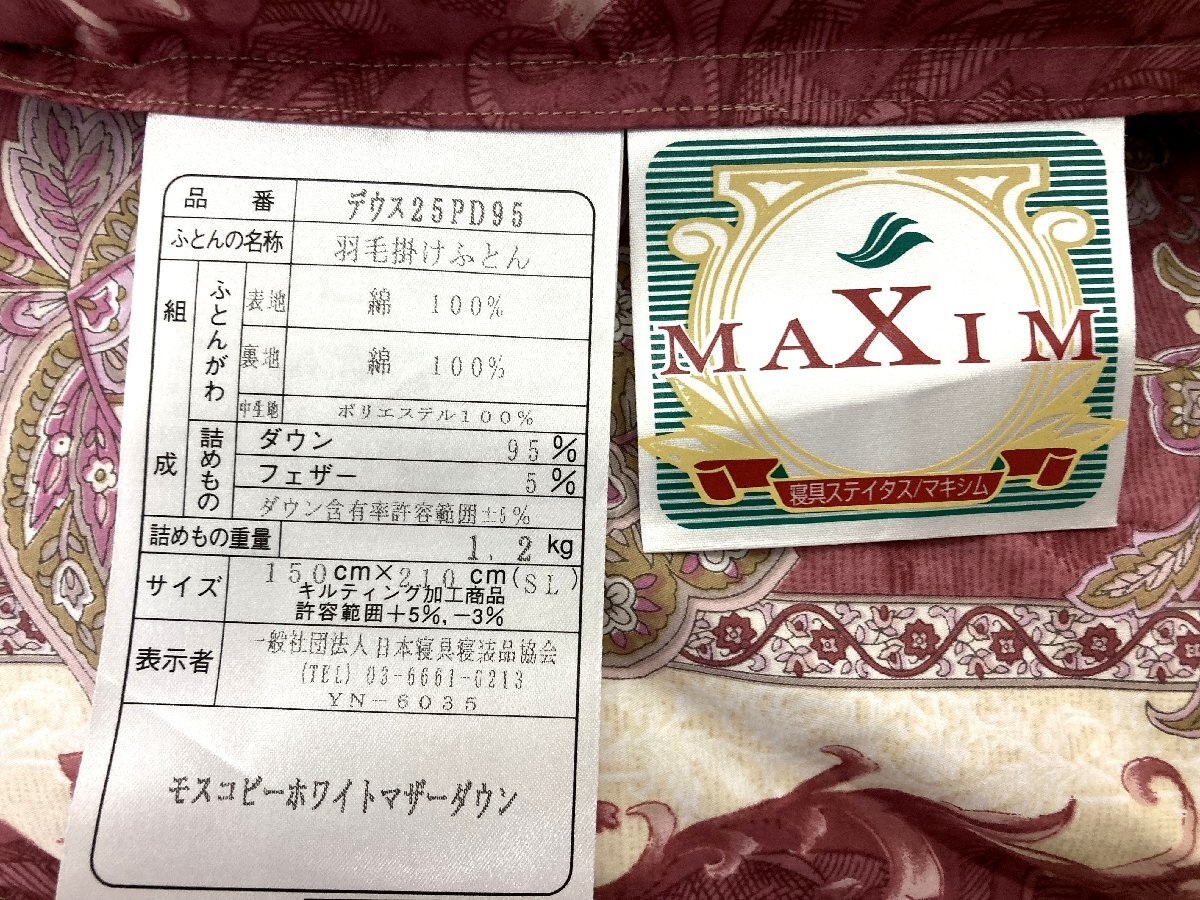 品番 デウス25PD95
ふとんの名称 羽毛掛けふとん
組成 ふとんがわ 表地 綿 100%
裏地 綿 100%
中生地 ポリエステル100%
詰めもの ダウン 95%
フェザー 5%
ダウン含有率許容範囲±5%
詰めもの重量 1.2kg
サイズ 150cm×210cm(SL)
キルティング加工商品
許容範囲+5%,−3%
表示者 一般社団法人日本寝具寝装品協会
(TEL) 03-6661-0213
YN-6035
モスコビーホワイトマザーダウン
MAXIM
寝具ステイタス/マキシム